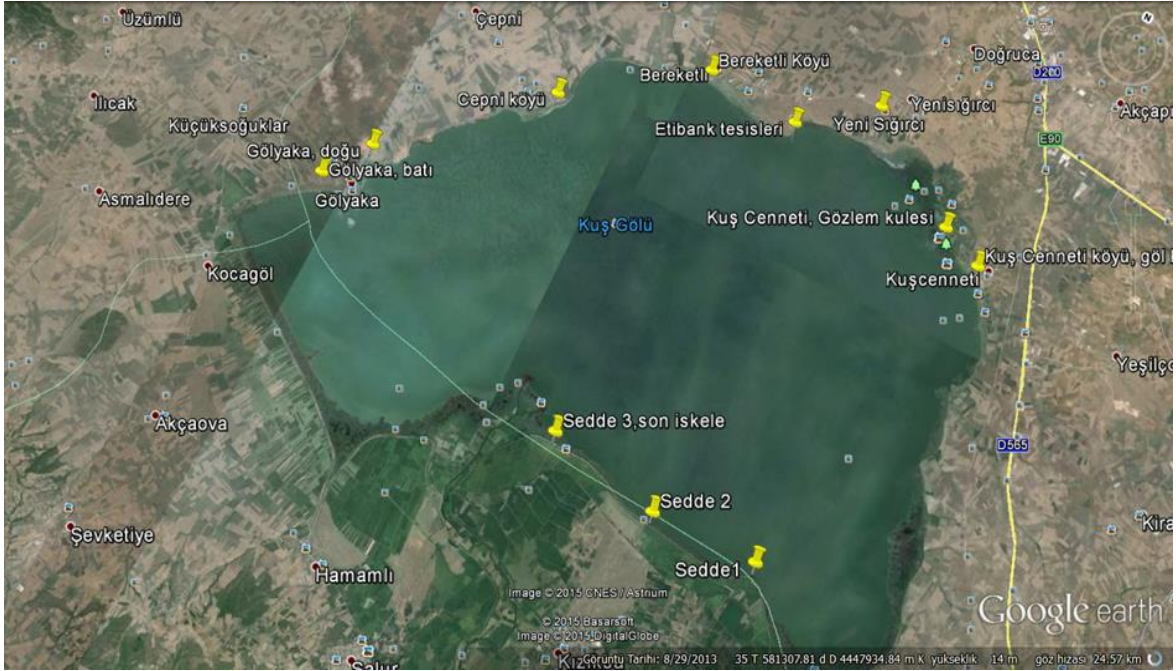 Üzümlü
Çepni
N
Doğruca
D200
Bereketli Köyü
Bereketli
Ilıcak
Çepni köyü
Yenisığırcı
Akçapı
Küçüksoğuklar
Etibank tesisleri
Yeni Sığırcı
E90
Gölyaka, doğu
Gölyaka, batı
Asmalıdere
Gölyaka
Kuş Gölü
Kuş Cenneti, Gözlem kulesi
Kuş Cenneti köyü, göl
Kocagöl
Kuşcenneti
Yeşilço
Akçaova
Sedde 3,son iskele
D565
Sedde 2
Şevketiye
Kira
Sedde1
Hamamlı
Image © 2015 CNES / Astrium
Google earth
© 2015 Basarsoft
Image © 2015 DigitalGlobe
Salur
Kızıksa
Görüntü Tarihi: 8/29/2013 35 T 581307.81 d D 4447934.84 m K yükseklik 14 m göz hizası 24.57 km